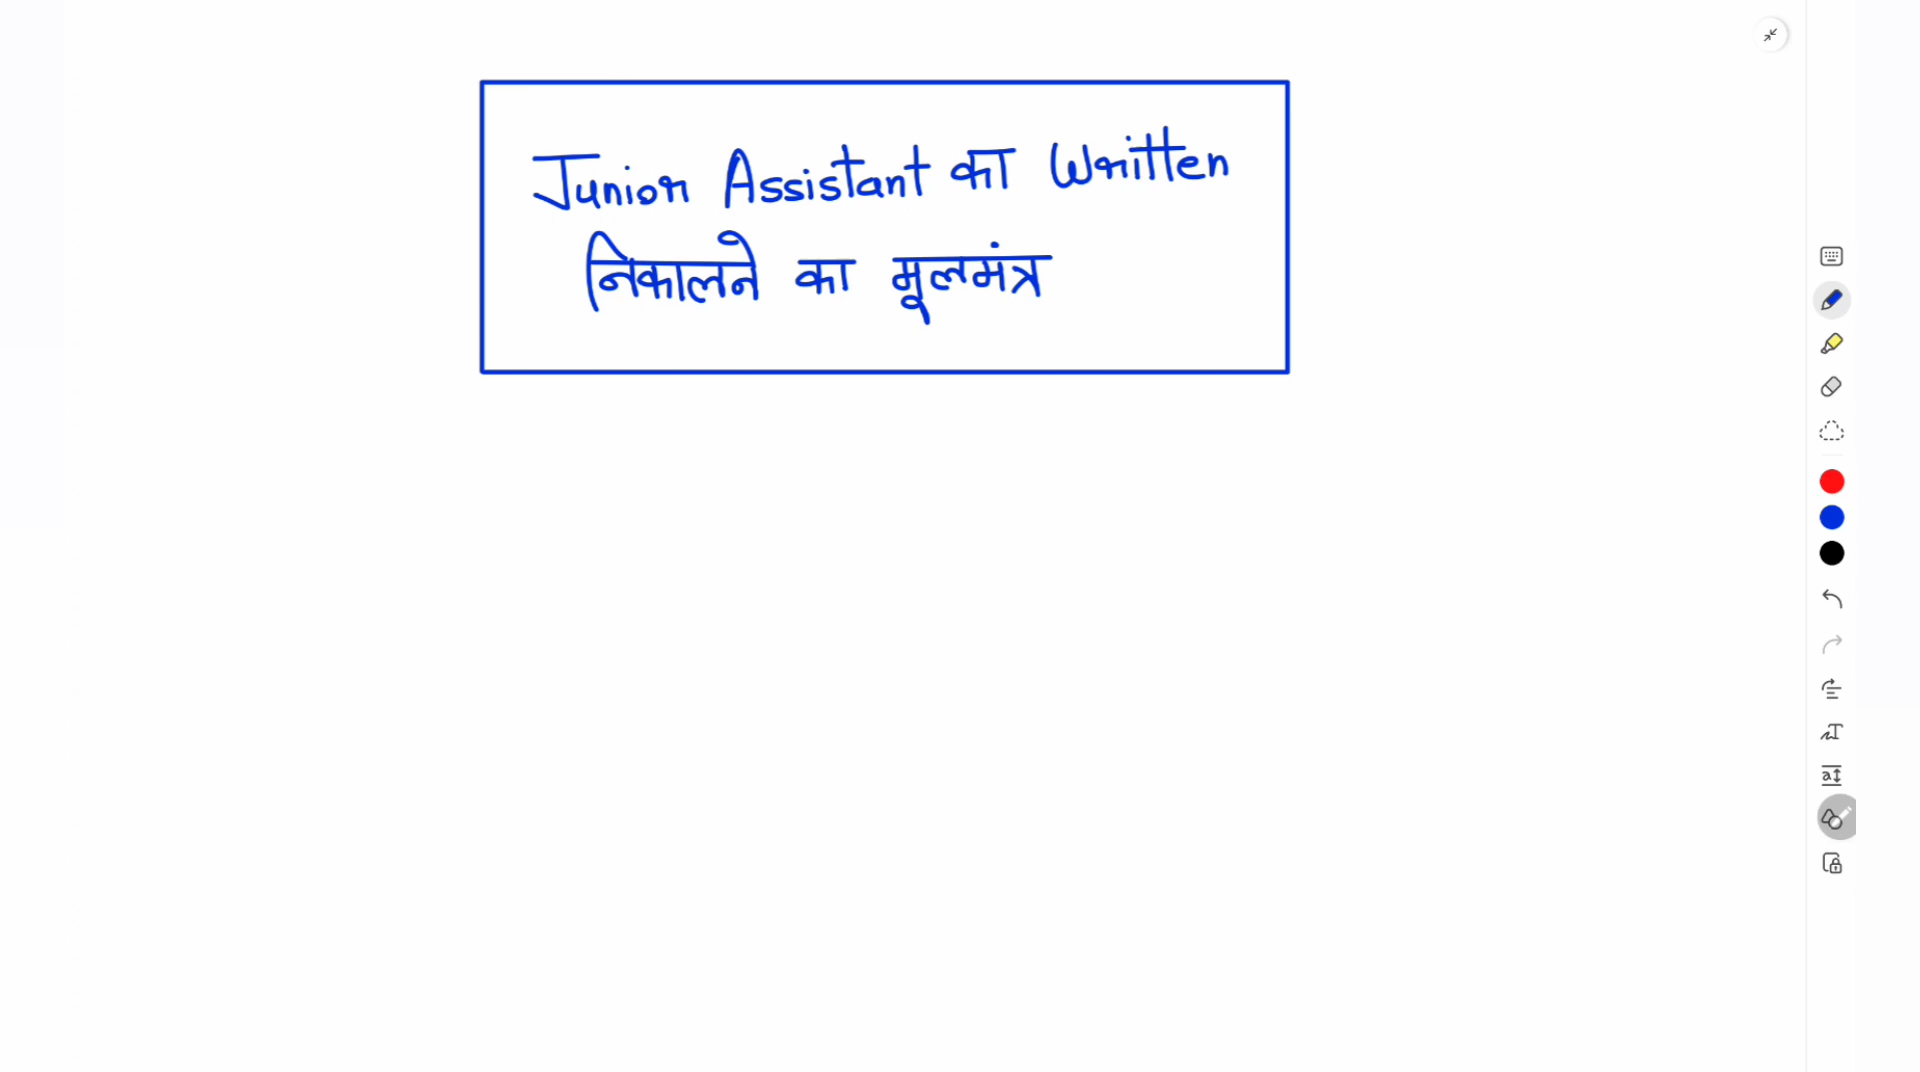 Junior Assistant का Written
निकालने का मूलमंत्र